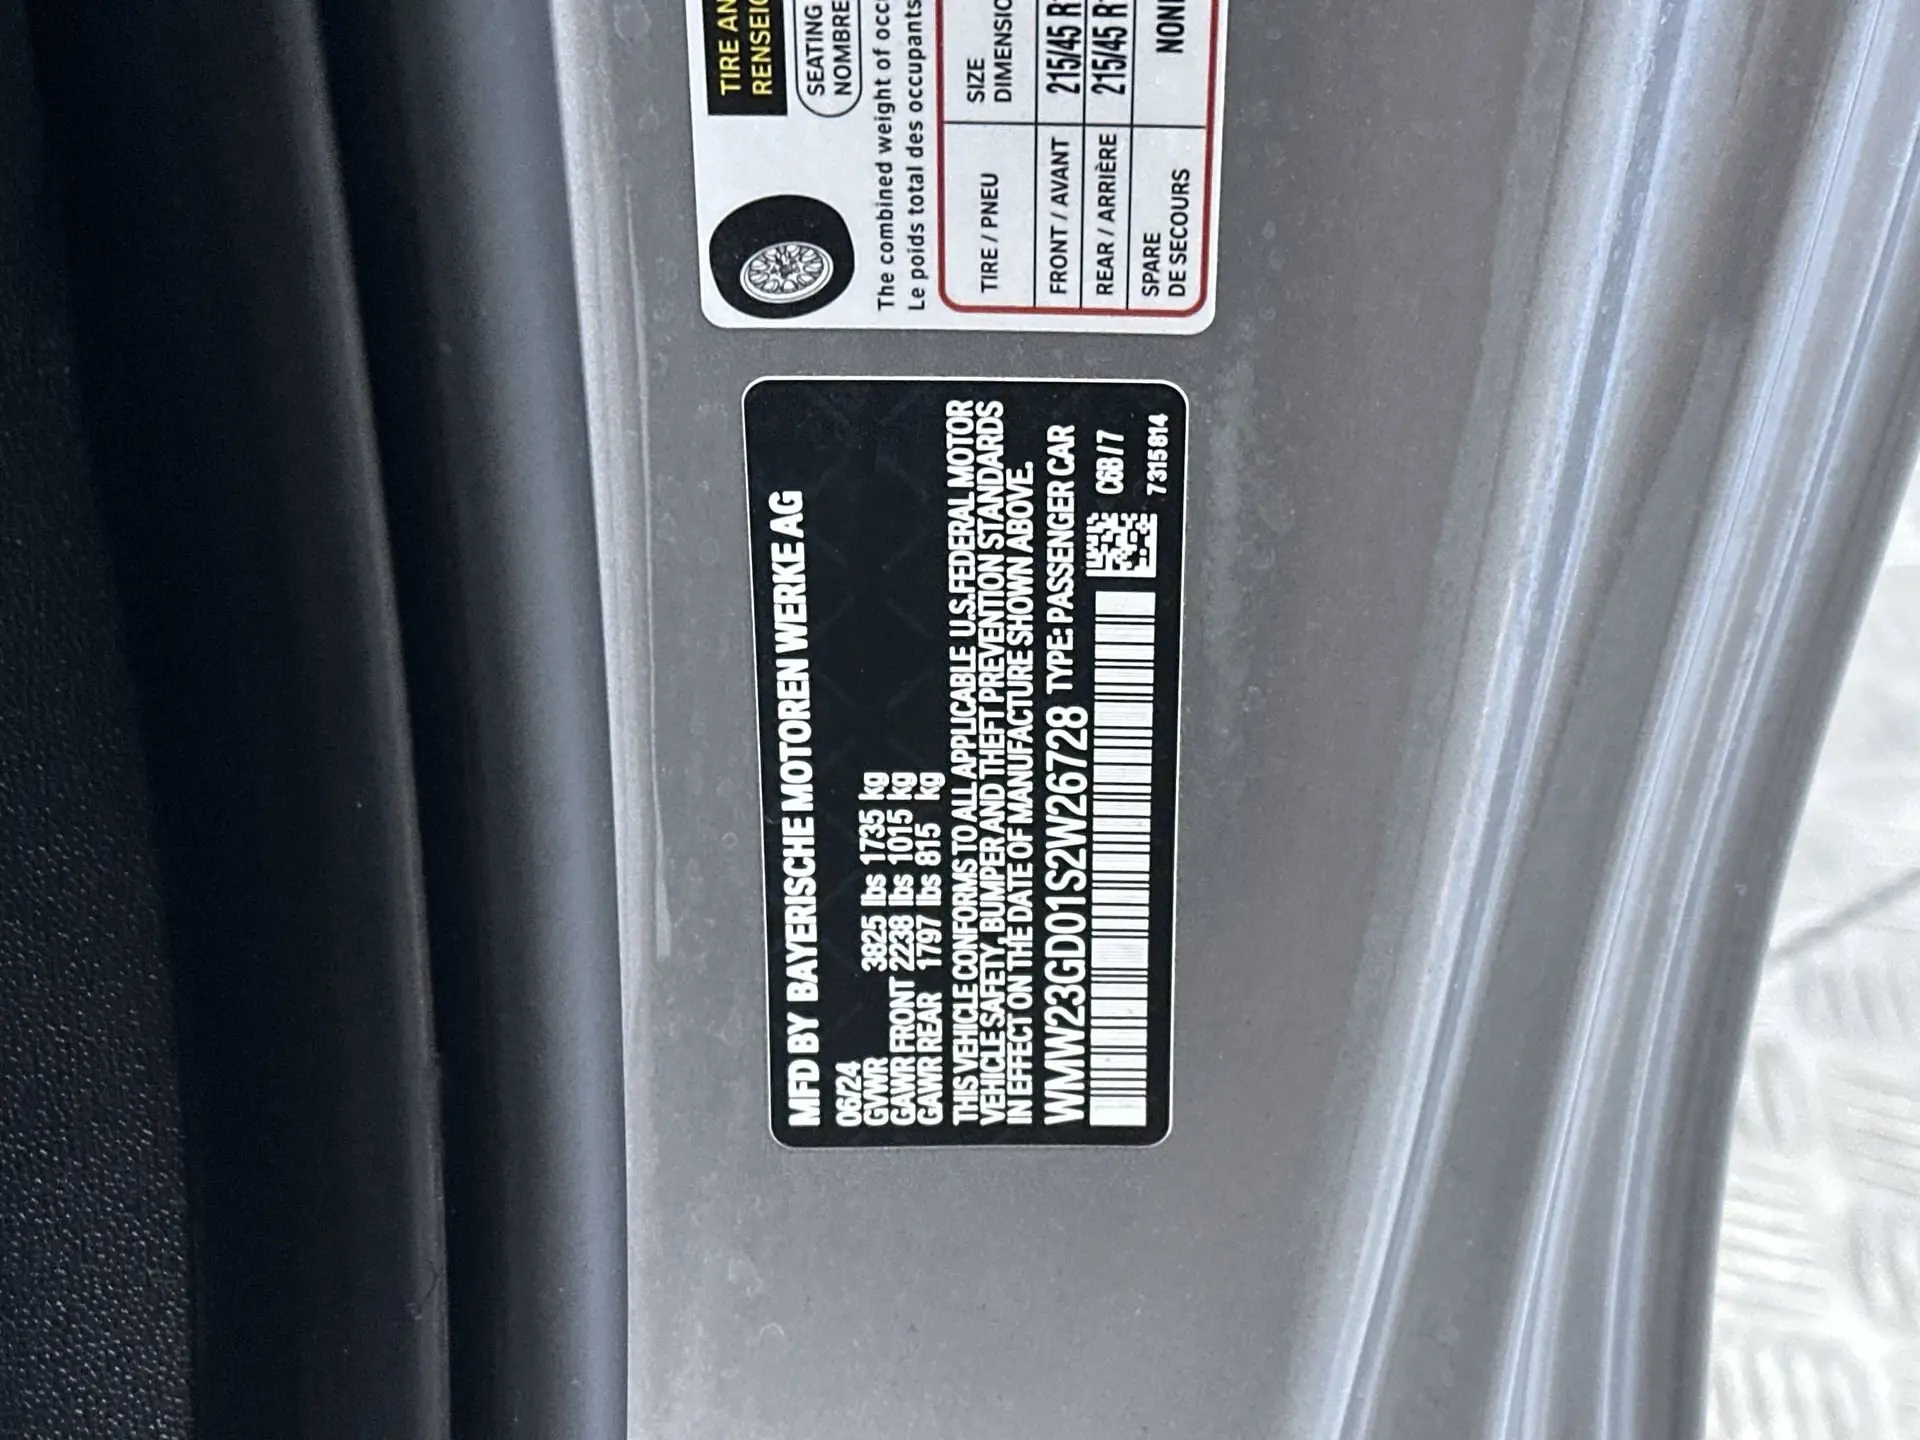 TIRE AN
RENSEIG
SEATING
NOMBRE
The combined weight of occ
Le poids total des occupants
TIRE / PNEU SIZE
DIMENSIO
FRONT / AVANT 215/45 R1
REAR / ARRIÈRE 215/45 R1
SPARE
DE SECOURS NON
MFD BY BAYERISCHE MOTOREN WERKE AG
06/24
GVWR 3825 lbs 1735 kg
GAWR FRONT 2238 lbs 1015 kg
GAWR REAR 1797 lbs 815 kg
THIS VEHICLE CONFORMS TO ALL APPLICABLE U.S.FEDERAL MOTOR
VEHICLE SAFETY, BUMPER AND THEFT PREVENTION STANDARDS
IN EFFECT ON THE DATE OF MANUFACTURE SHOWN ABOVE.
WMW23GD01S2W26728 TYPE: PASSENGER CAR
C6B/7
7315814